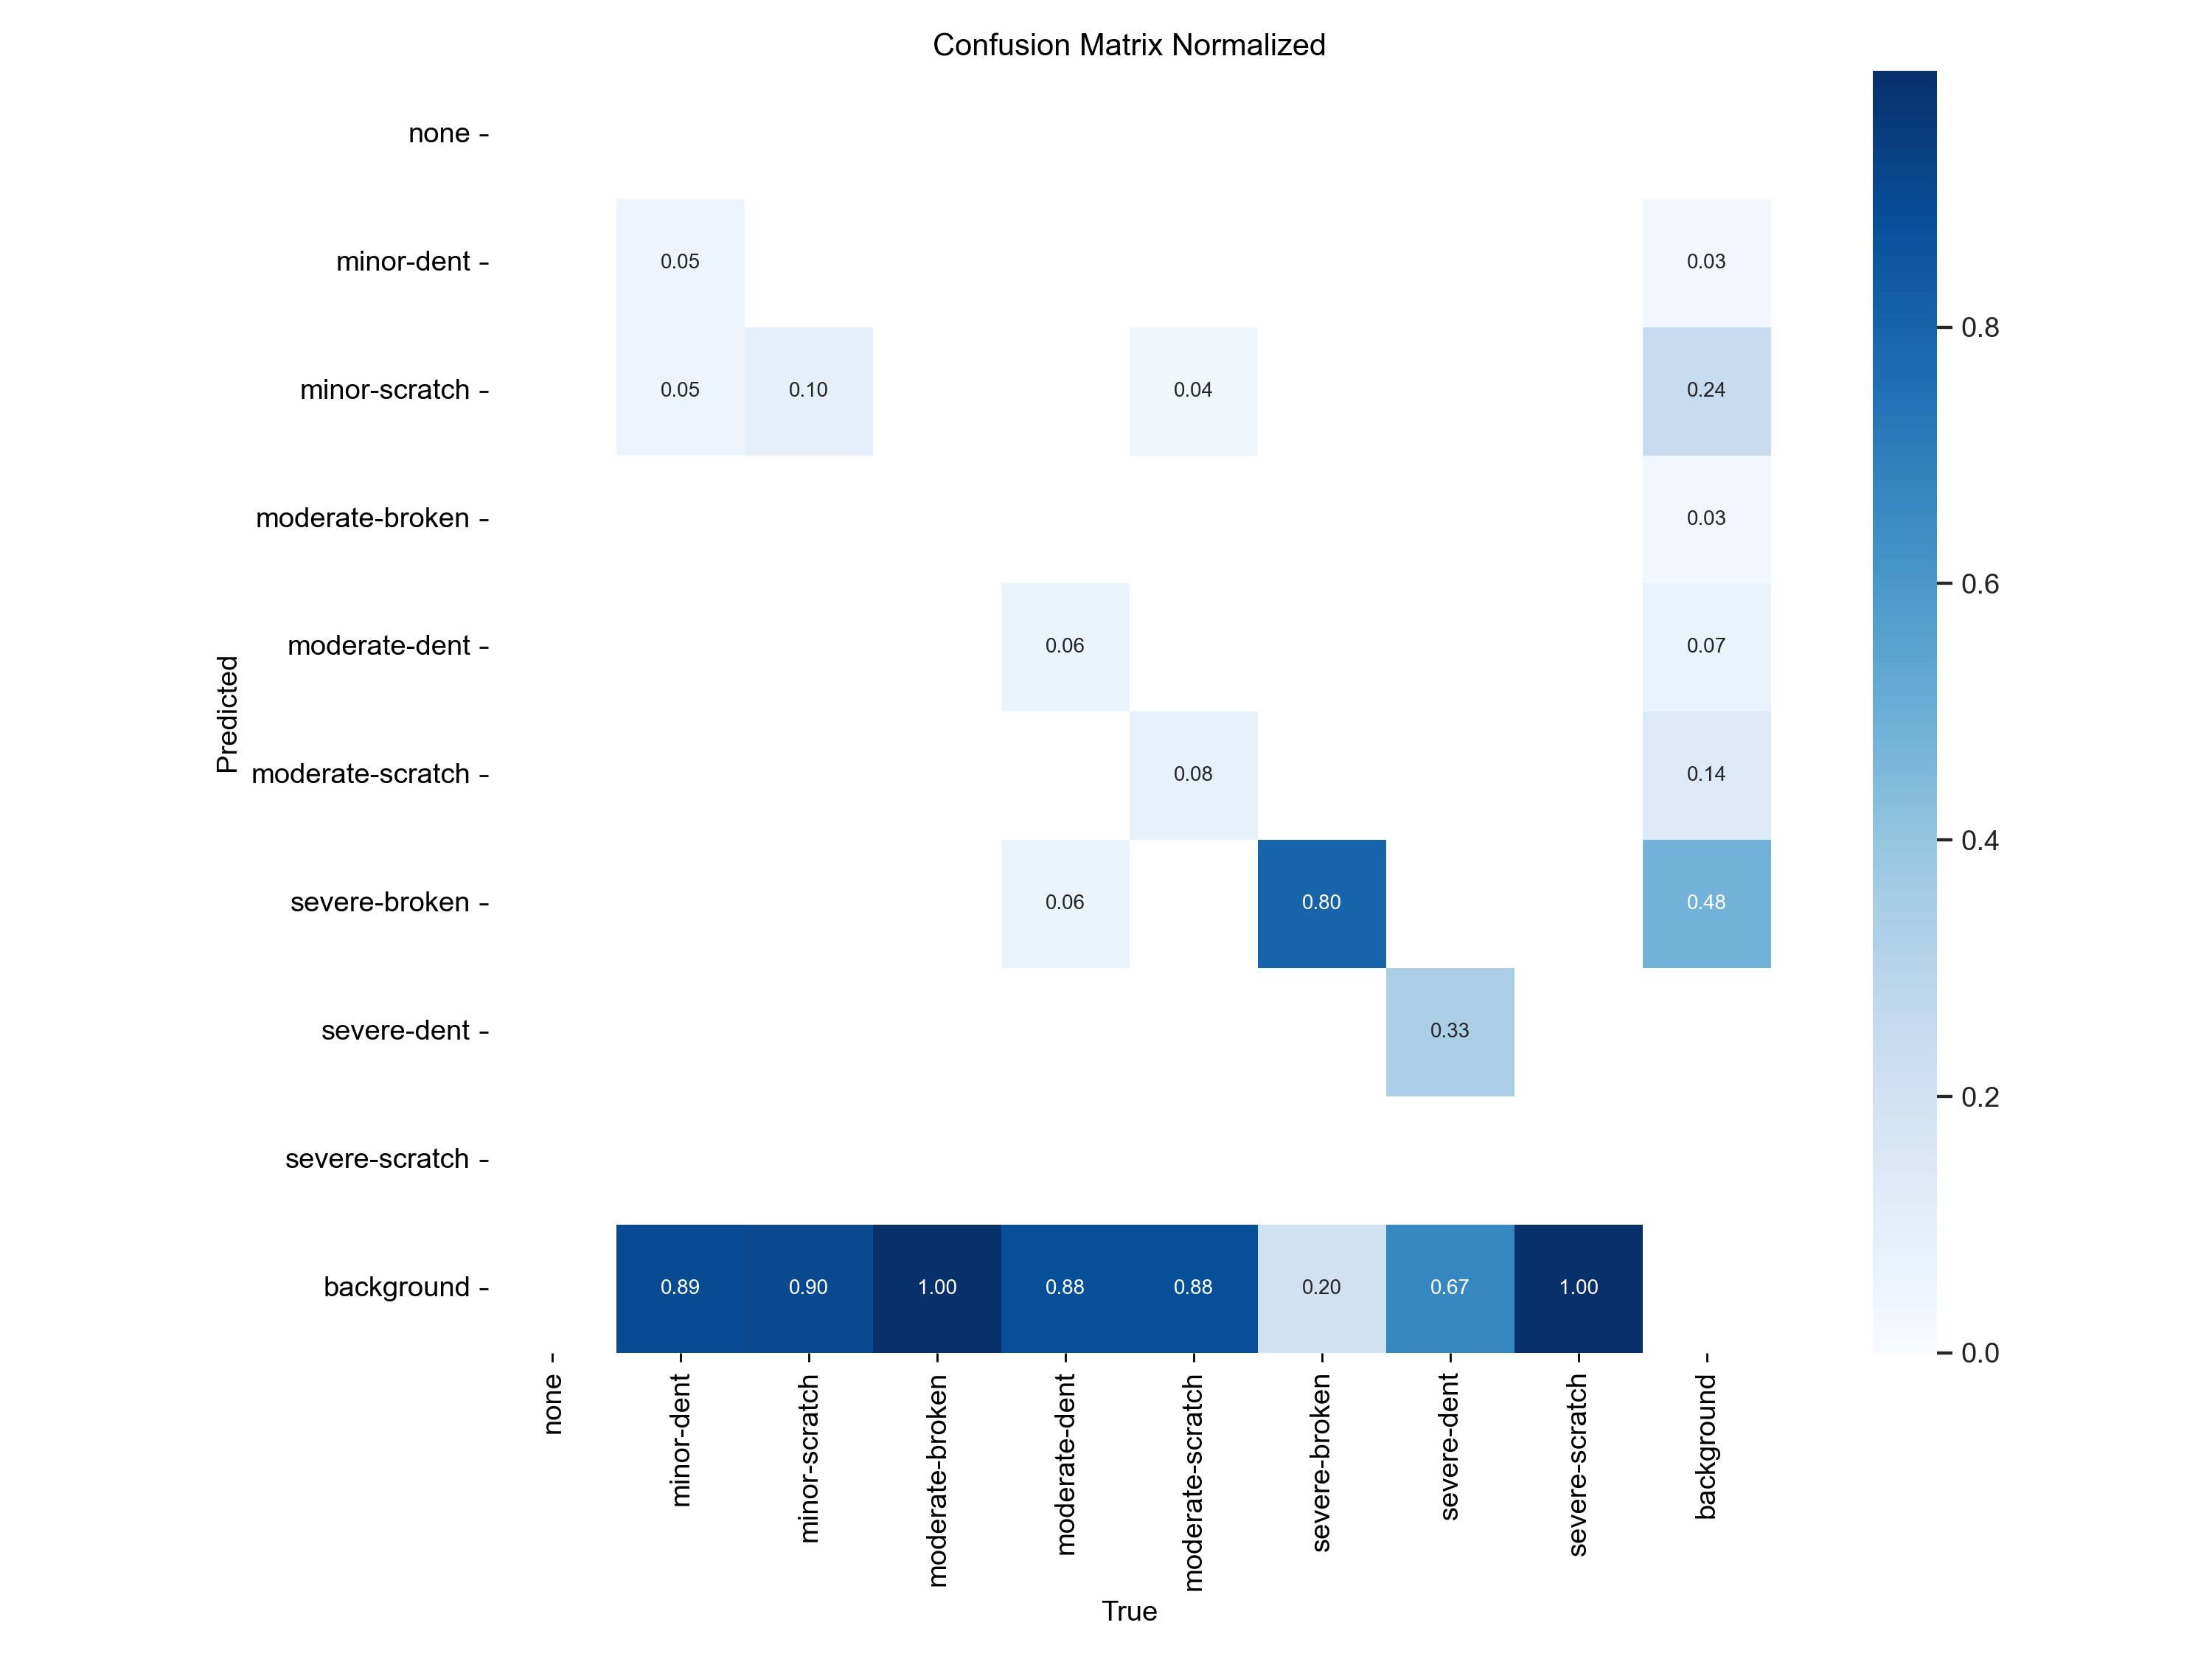 Confusion Matrix Normalized
none
minor-dent
0.05 0.03
minor-scratch
0.05 0.10 0.04 0.24
moderate-broken
0.03
moderate-dent
0.06 0.07
moderate-scratch
0.08 0.14
severe-broken
0.06 0.80 0.48
severe-dent
0.33
severe-scratch
background
0.89 0.90 1.00 0.88 0.88 0.20 0.67 1.00
Predicted
none
minor-dent
minor-scratch
moderate-broken
moderate-dent
moderate-scratch
severe-broken
severe-dent
severe-scratch
background
True
0.8
0.6
0.4
0.2
0.0